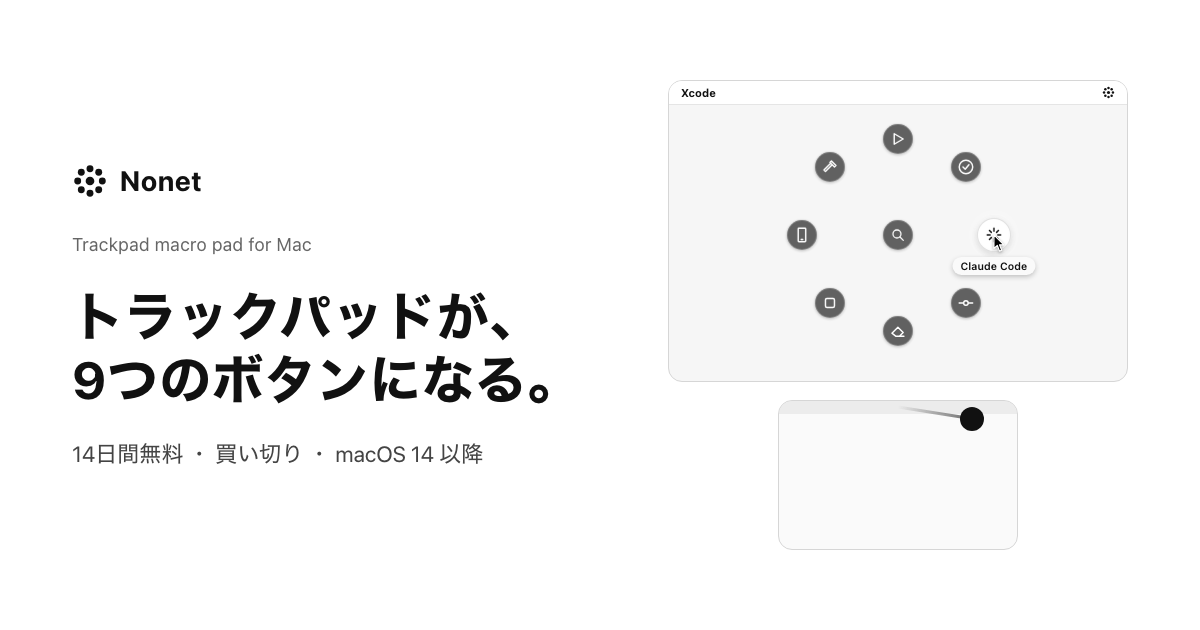 Nonet
Trackpad macro pad for Mac
トラックパッドが、
9つのボタンになる。
14日間無料 ・ 買い切り ・ macOS 14 以降
Xcode
Claude Code